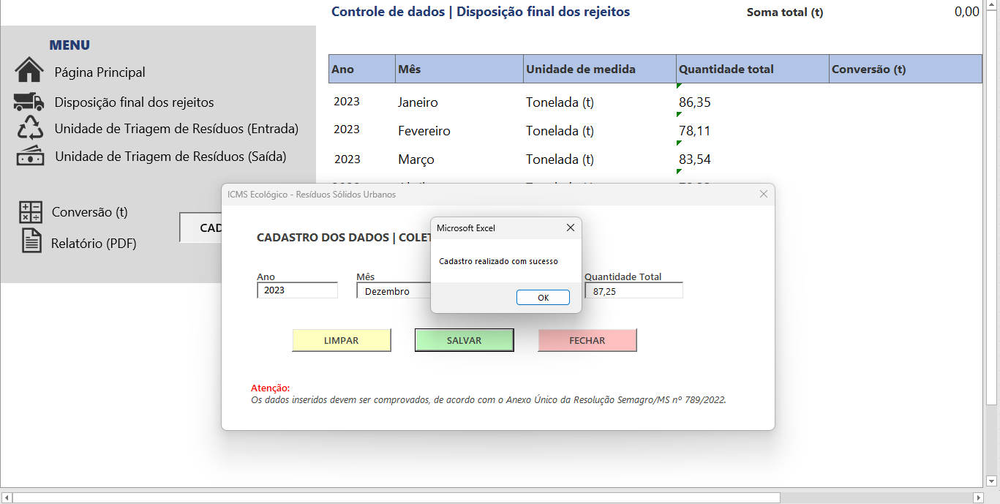 Controle de dados | Disposição final dos rejeitos
Soma total (t)
0,00
MENU
Página Principal
Disposição final dos rejeitos
Unidade de Triagem de Resíduos (Entrada)
Unidade de Triagem de Resíduos (Saída)
Conversão (t)
Relatório (PDF)
CAD
Ano Mês Unidade de medida Quantidade total Conversão (t)
2023 Janeiro Tonelada (t) 86,35
2023 Fevereiro Tonelada (t) 78,11
2023 Março Tonelada (t) 83,54
ICMS Ecológico - Resíduos Sólidos Urbanos
CADASTRO DOS DADOS | COLET
Ano Mês Quantidade Total
2023 Dezembro 87,25
Microsoft Excel
Cadastro realizado com sucesso
OK
LIMPAR SALVAR FECHAR
Atenção:
Os dados inseridos devem ser comprovados, de acordo com o Anexo Único da Resolução Semagro/MS nº 789/2022.